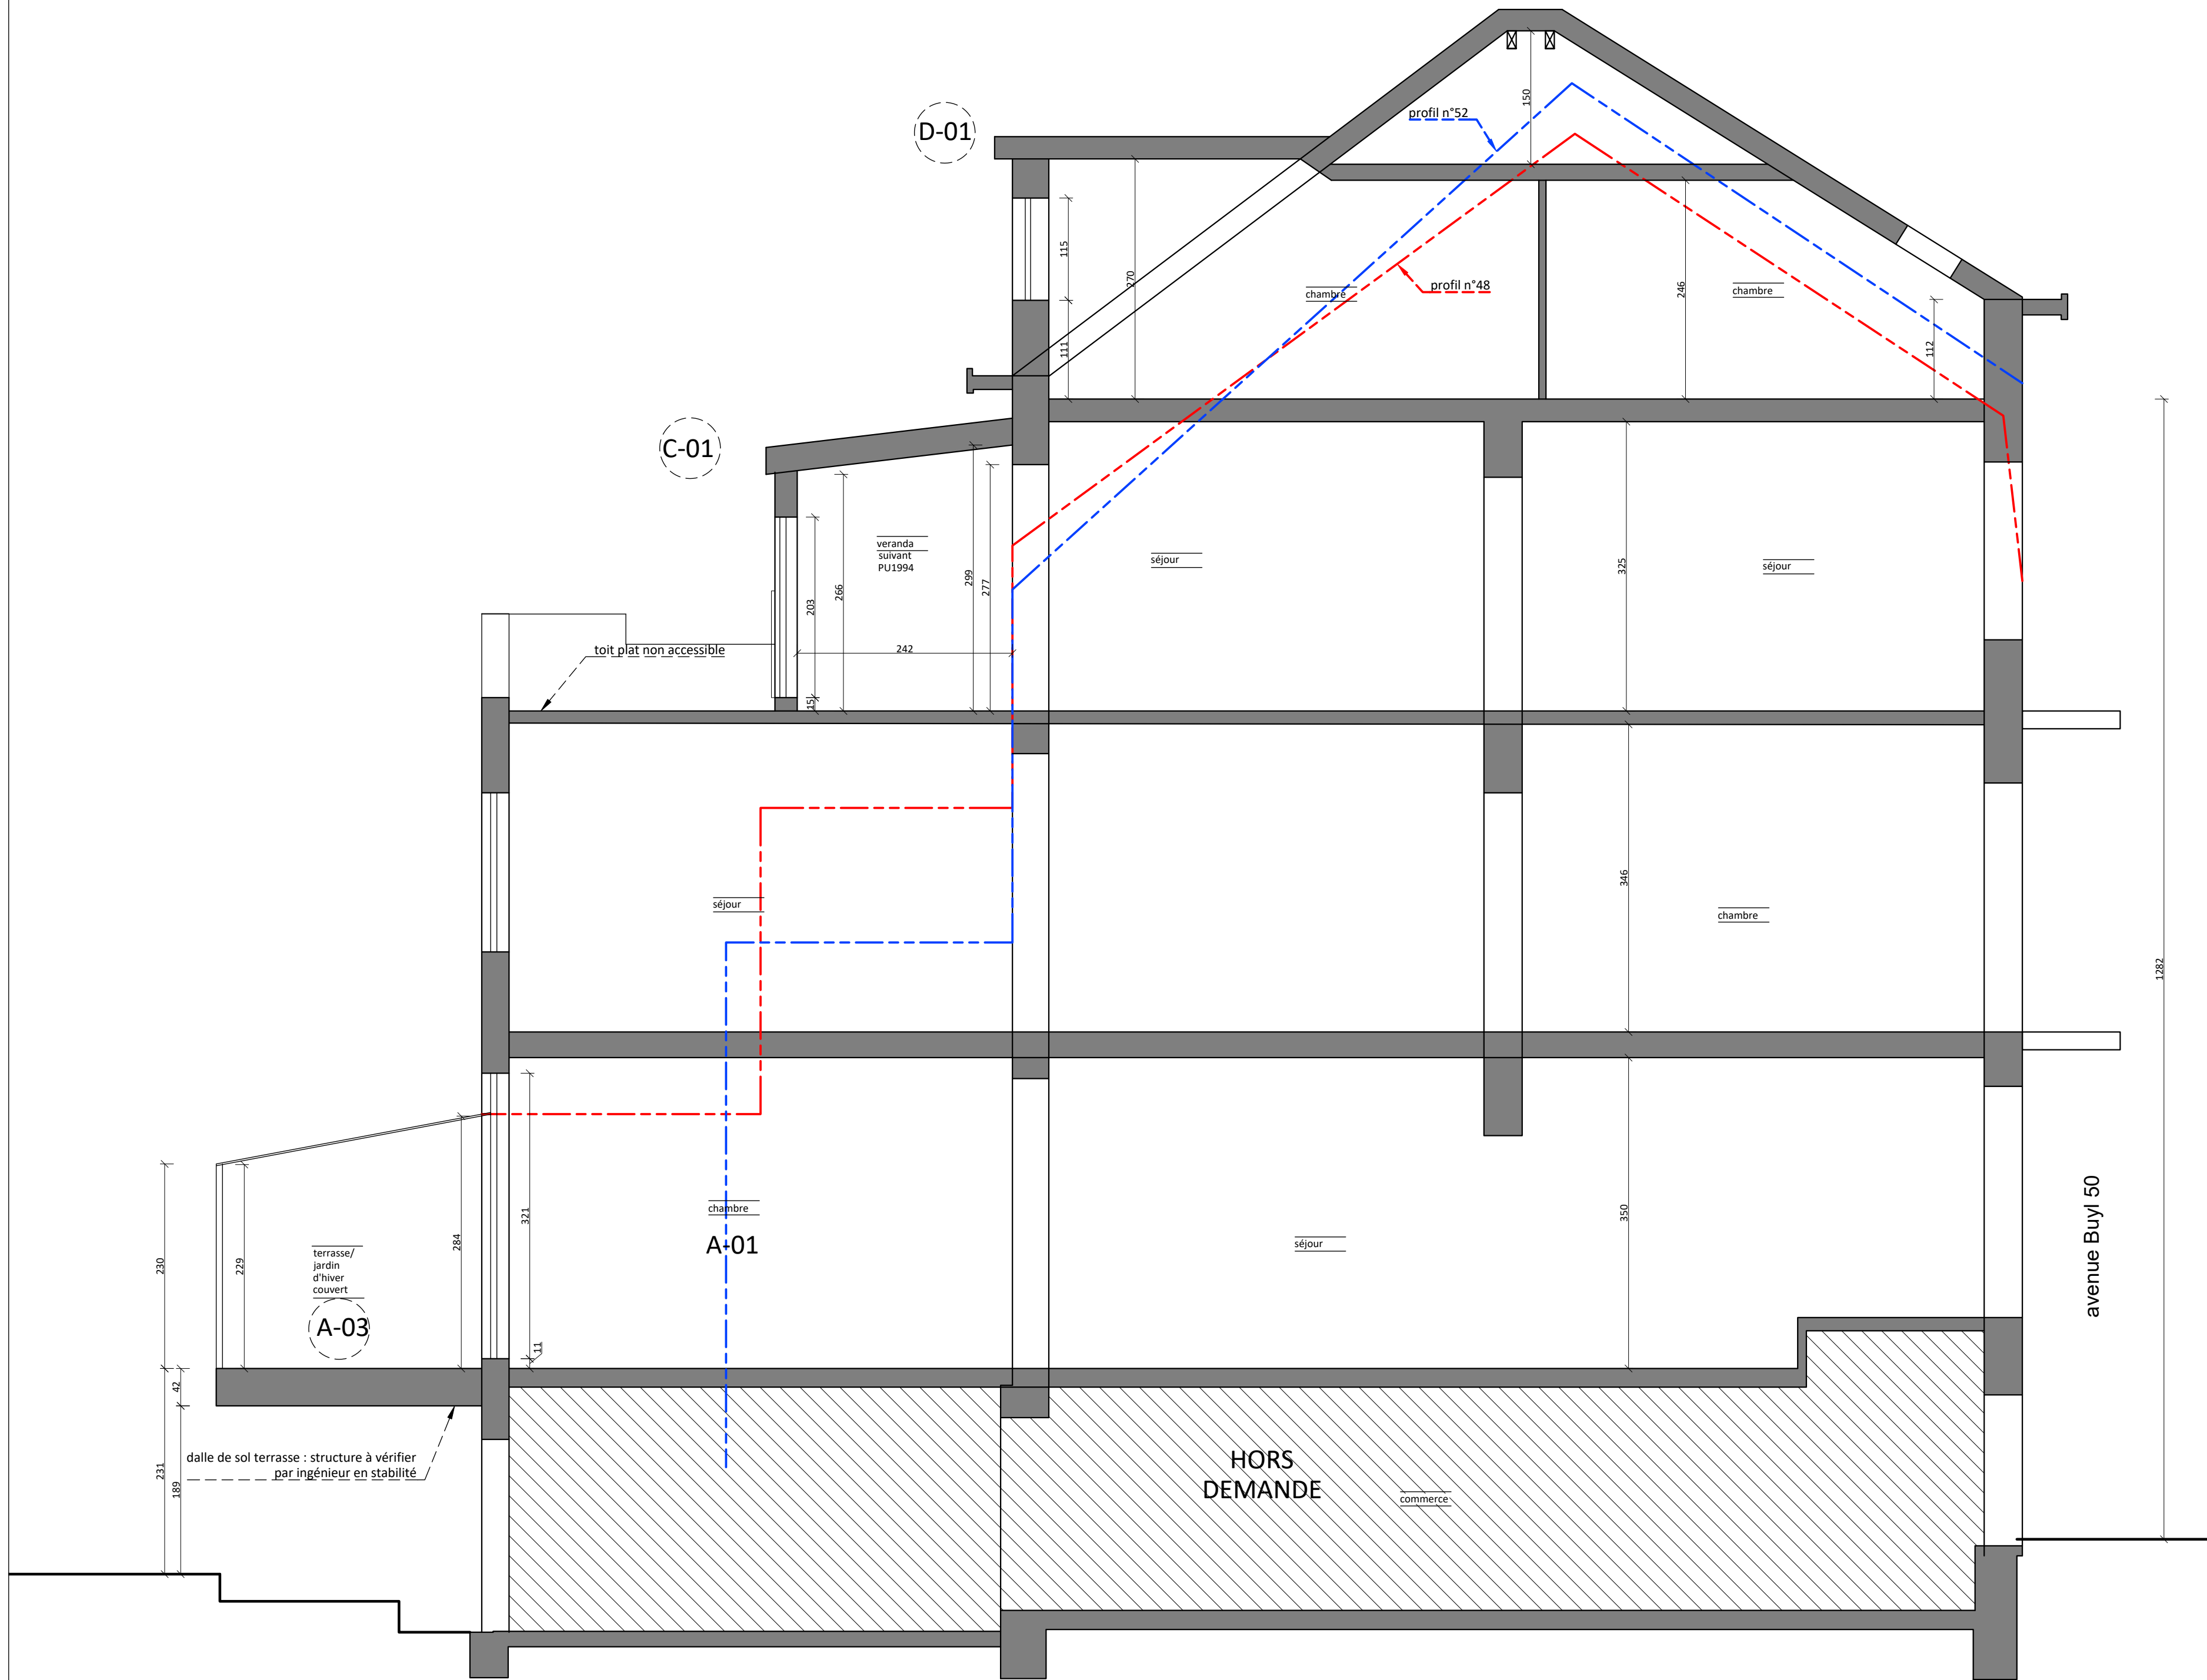 D-01
profil n°52
150
115
270
profil n°48
chambre
246
chambre
111
112
C-01
veranda
suivant
PU1994
203
266
299
277
séjour
325
séjour
toit plat non accessible
242
15
séjour
346
chambre
1282
321
chambre
A-01
350
séjour
avenue Buyl 50
230
229
284
terrasse/
jardin
d'hiver
couvert
A-03
11
42
dalle de sol terrasse : structure à vérifier
par ingénieur en stabilité
231
189
HORS
DEMANDE
commerce